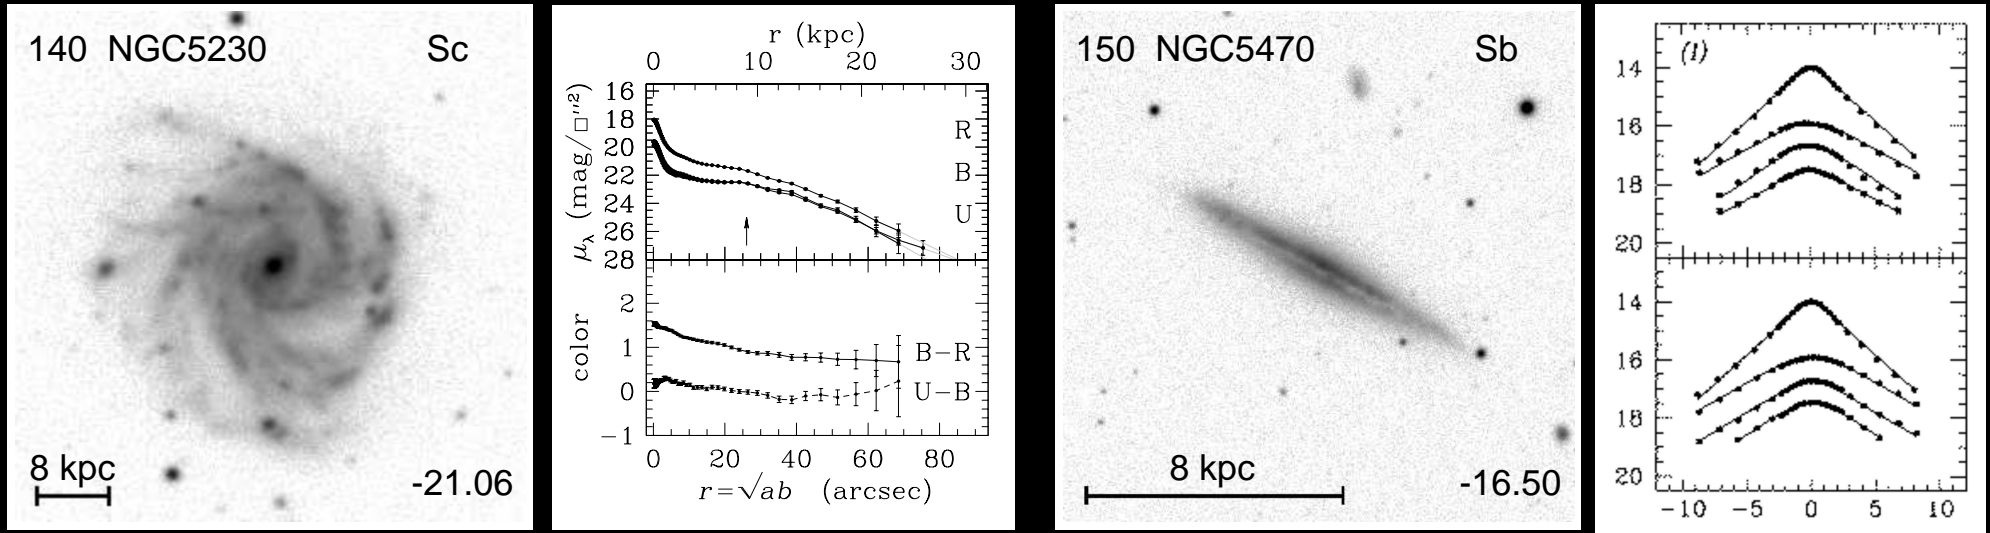 140 NGC5230 Sc
8 kpc
-21.06
r (kpc)
0 10 20 30
16
18
20
22
24
26
28
μλ (mag/□″²)
R
B
U
2
1
0
−1
color
B−R
U−B
0 20 40 60 80
r=√ab (arcsec)
150 NGC5470 Sb
8 kpc
-16.50
(l)
14
16
18
20
14
16
18
20
−10 −5 0 5 10